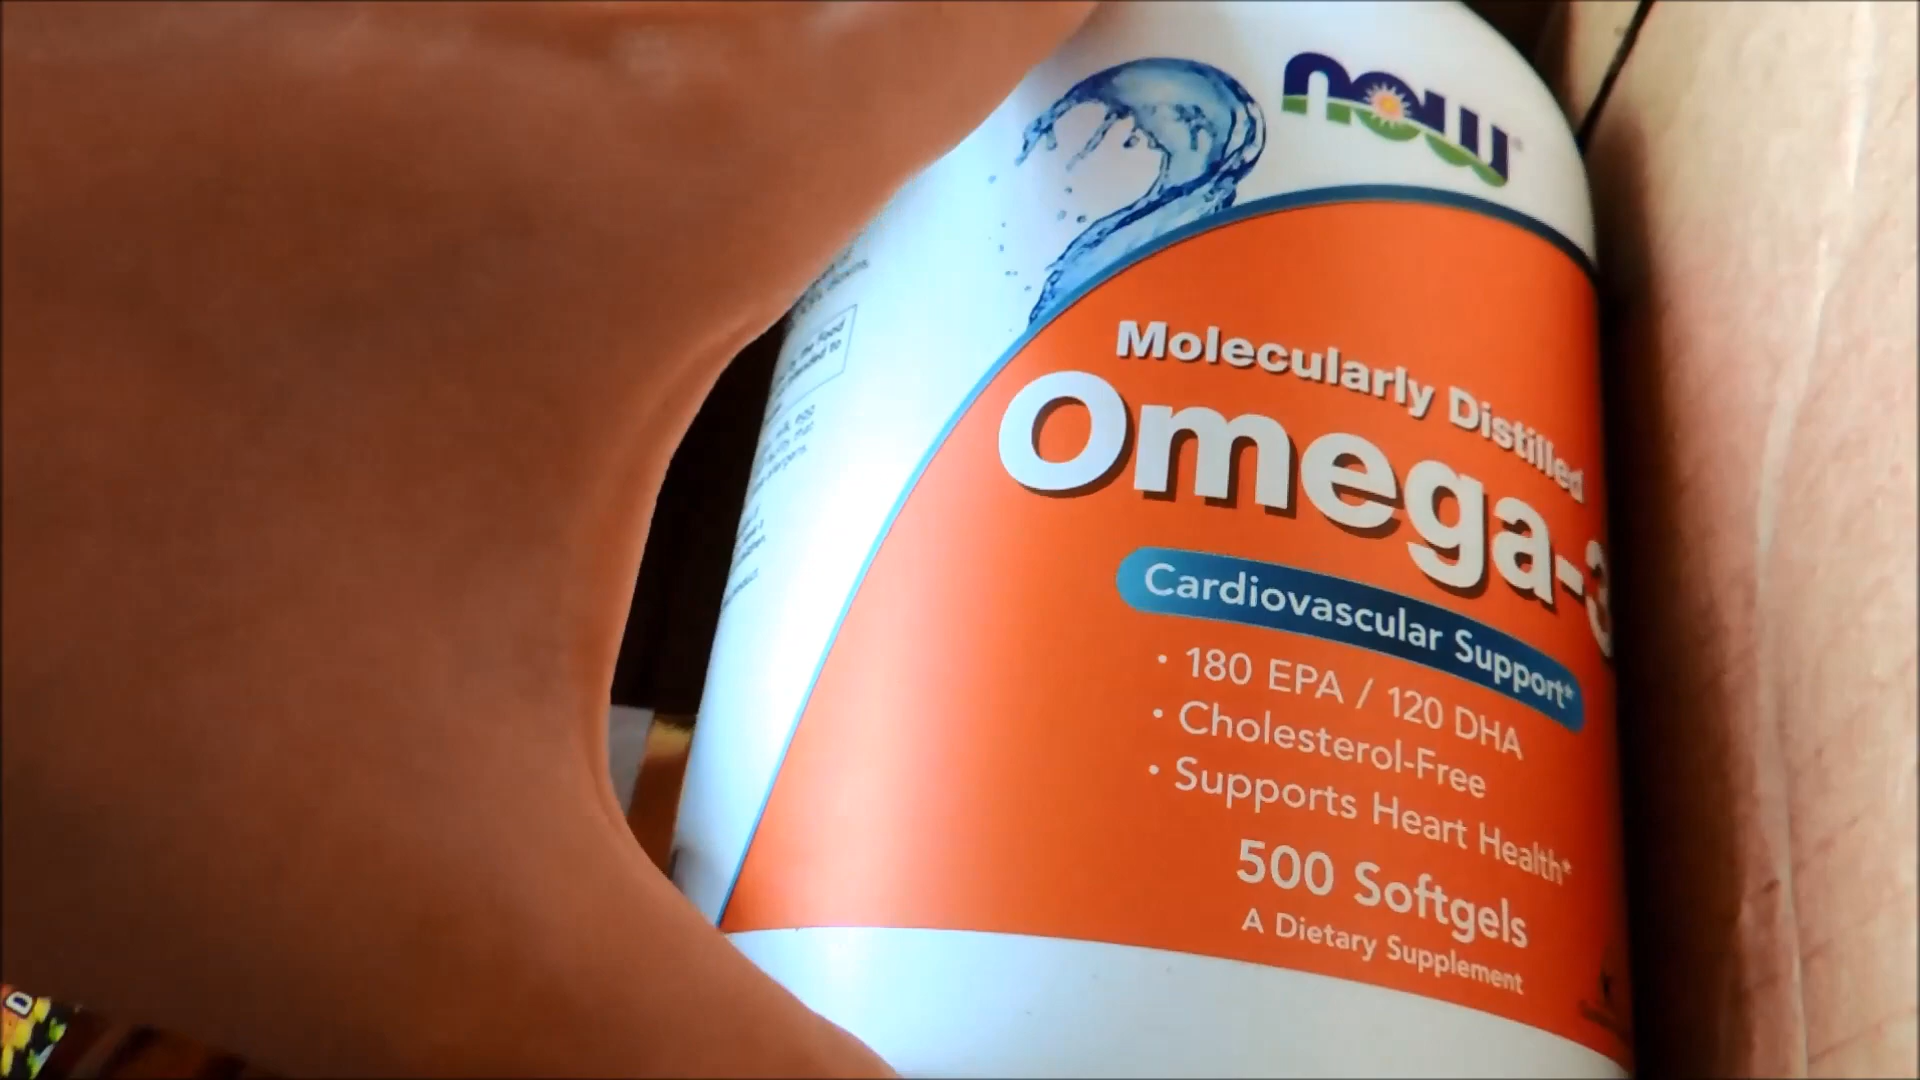 now
Molecularly Distilled
Omega-3
Cardiovascular Support*
• 180 EPA / 120 DHA
• Cholesterol-Free
• Supports Heart Health*
500 Softgels
A Dietary Supplement
D